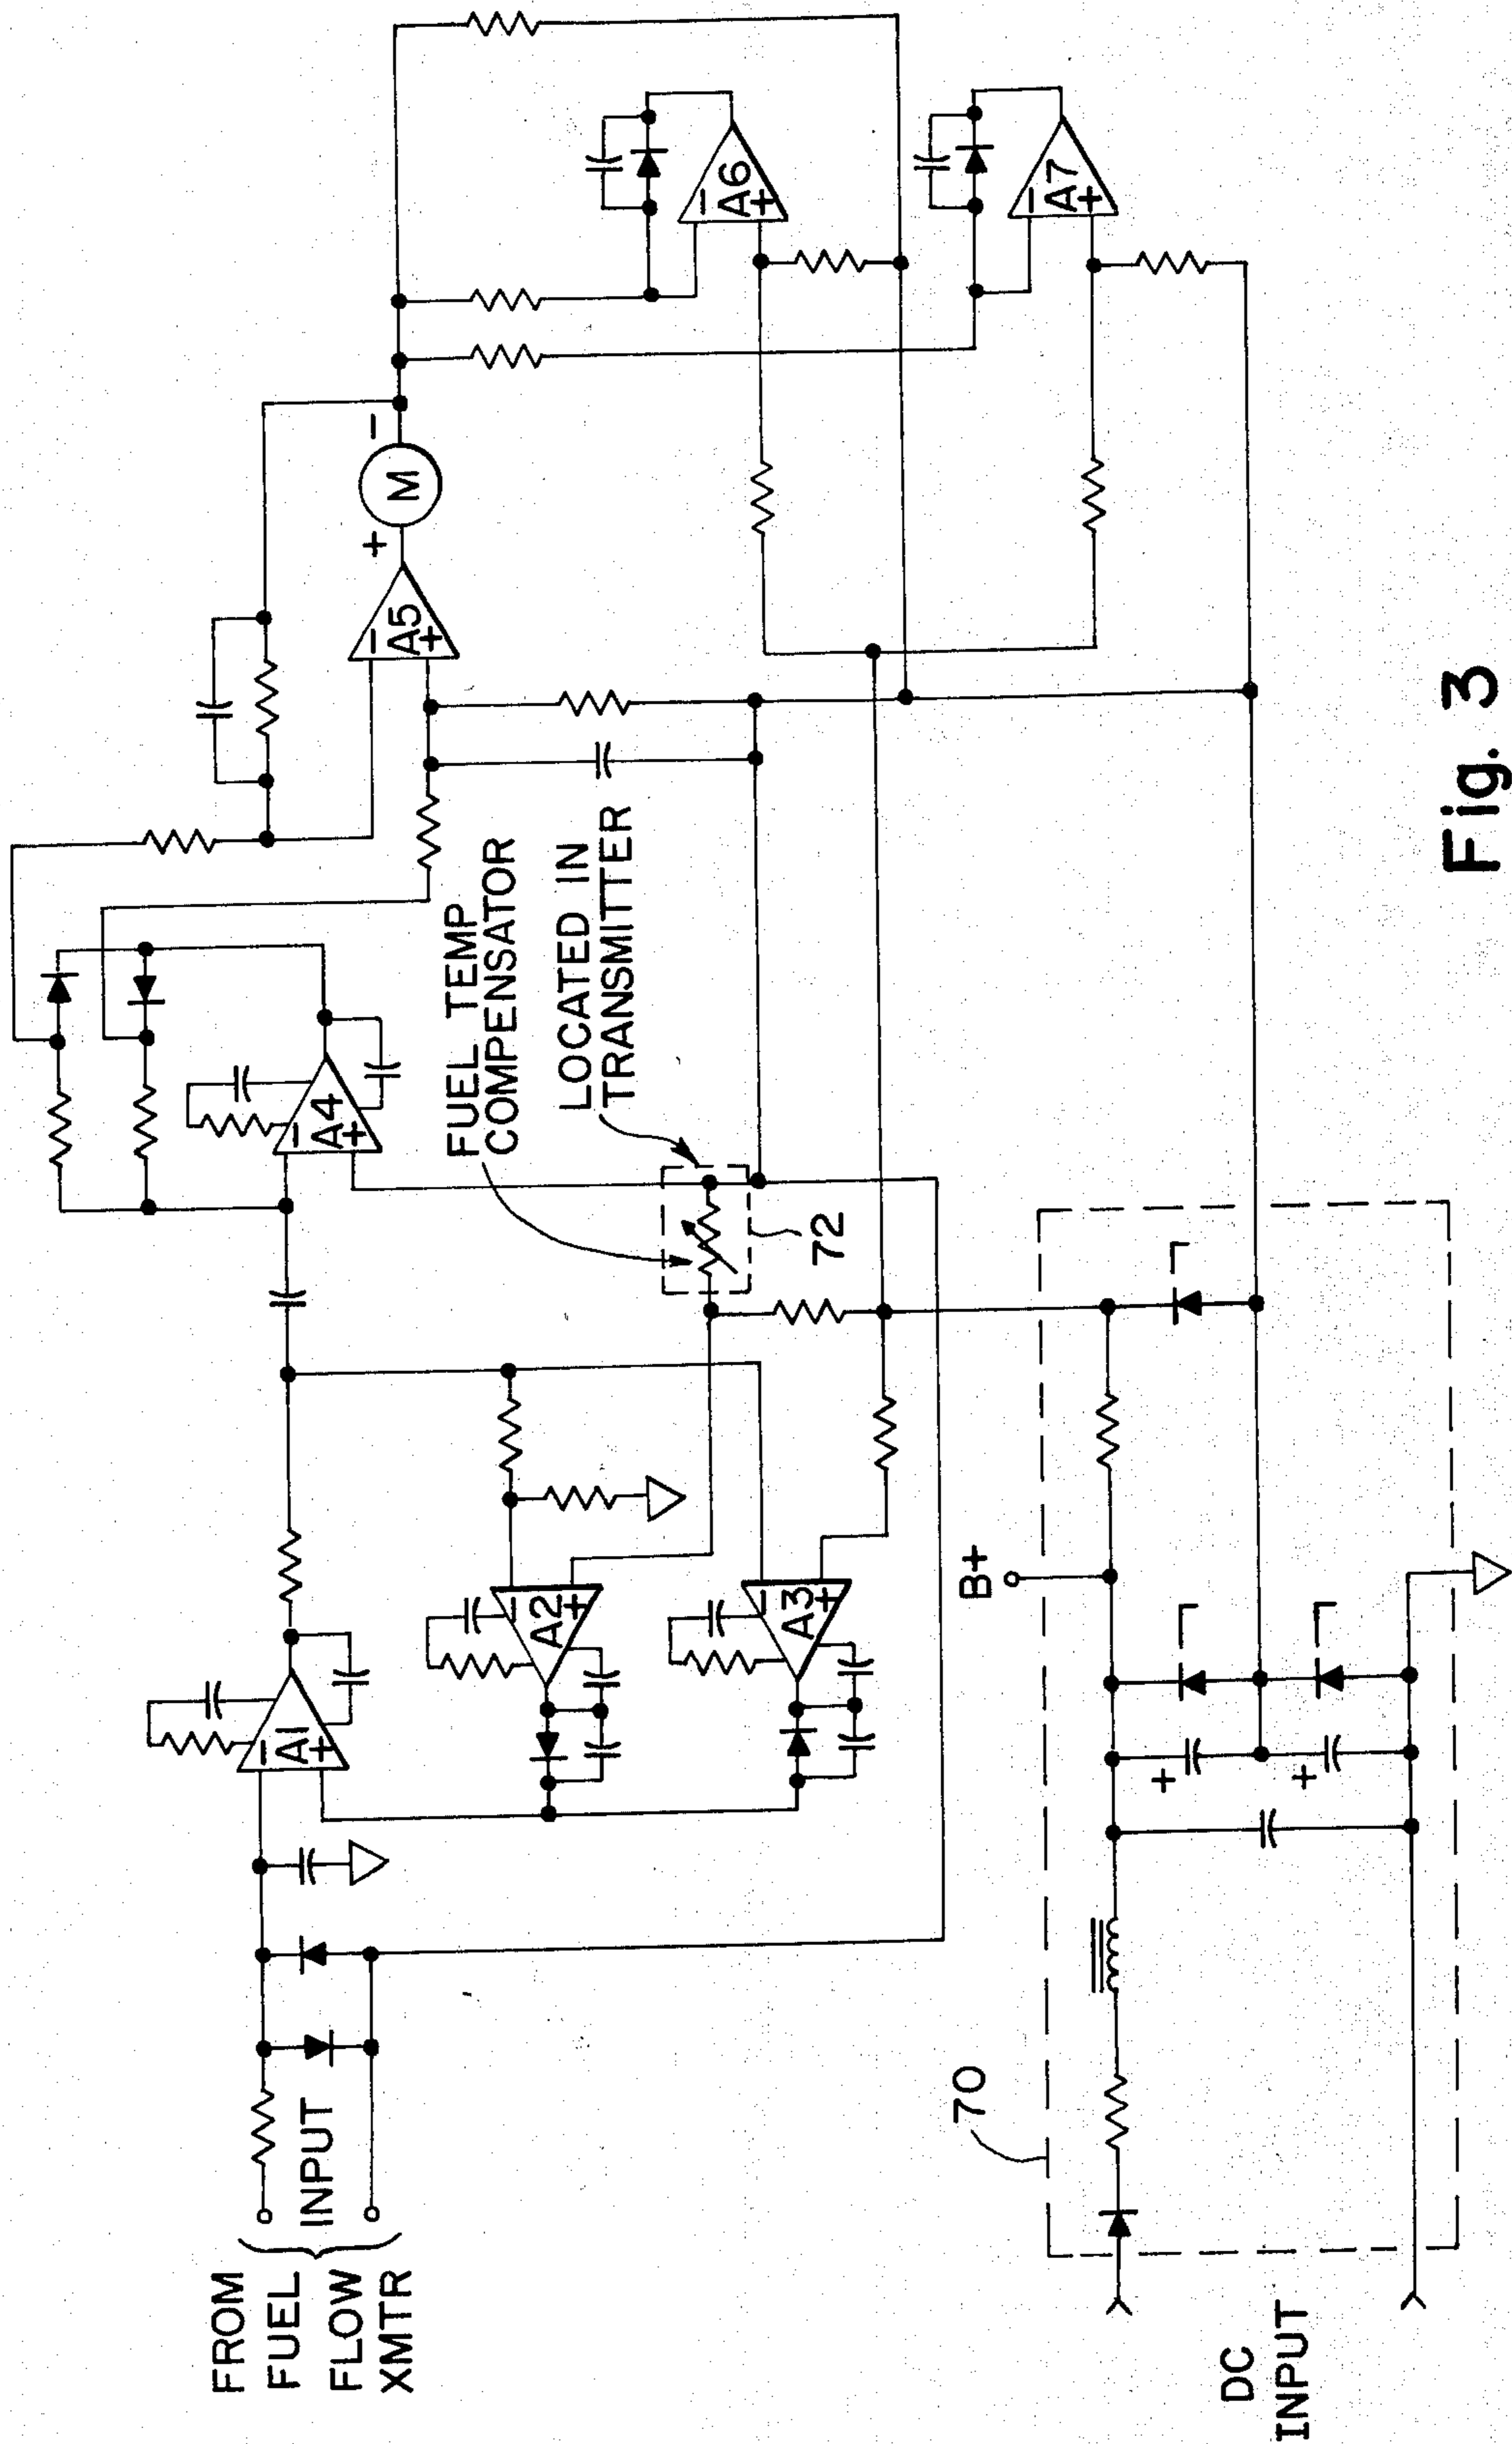 FROM
FUEL
FLOW
XMTR
INPUT
A1
− +
A2
− +
A3
− +
A4
− +
A5
− +
+ M −
A6
− +
A7
− +
FUEL TEMP
COMPENSATOR
LOCATED IN
TRANSMITTER
72
70
B+
+
+
DC
INPUT
Fig. 3